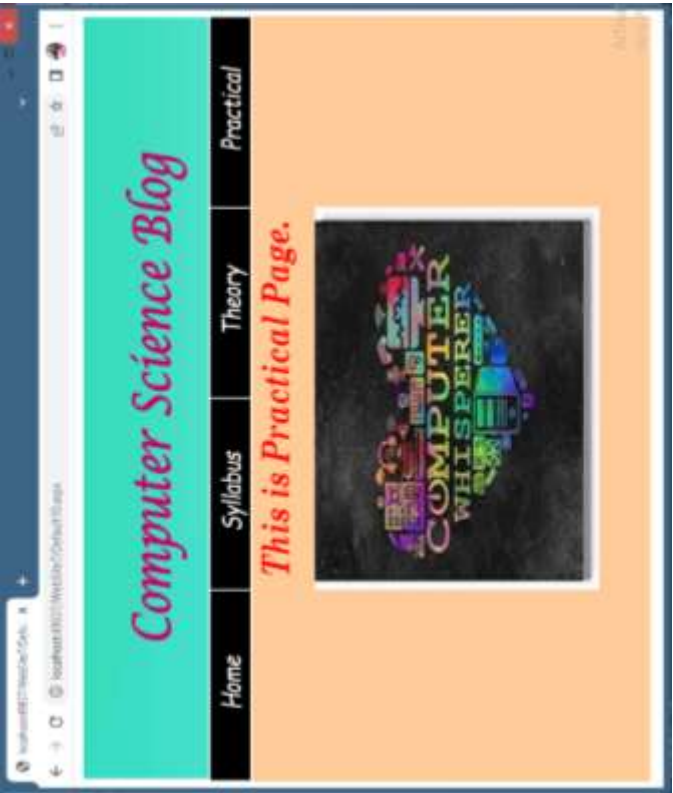 Computer Science Blog
Home Syllabus Theory Practical
This is Practical Page.
COMPUTER
WHISPERER